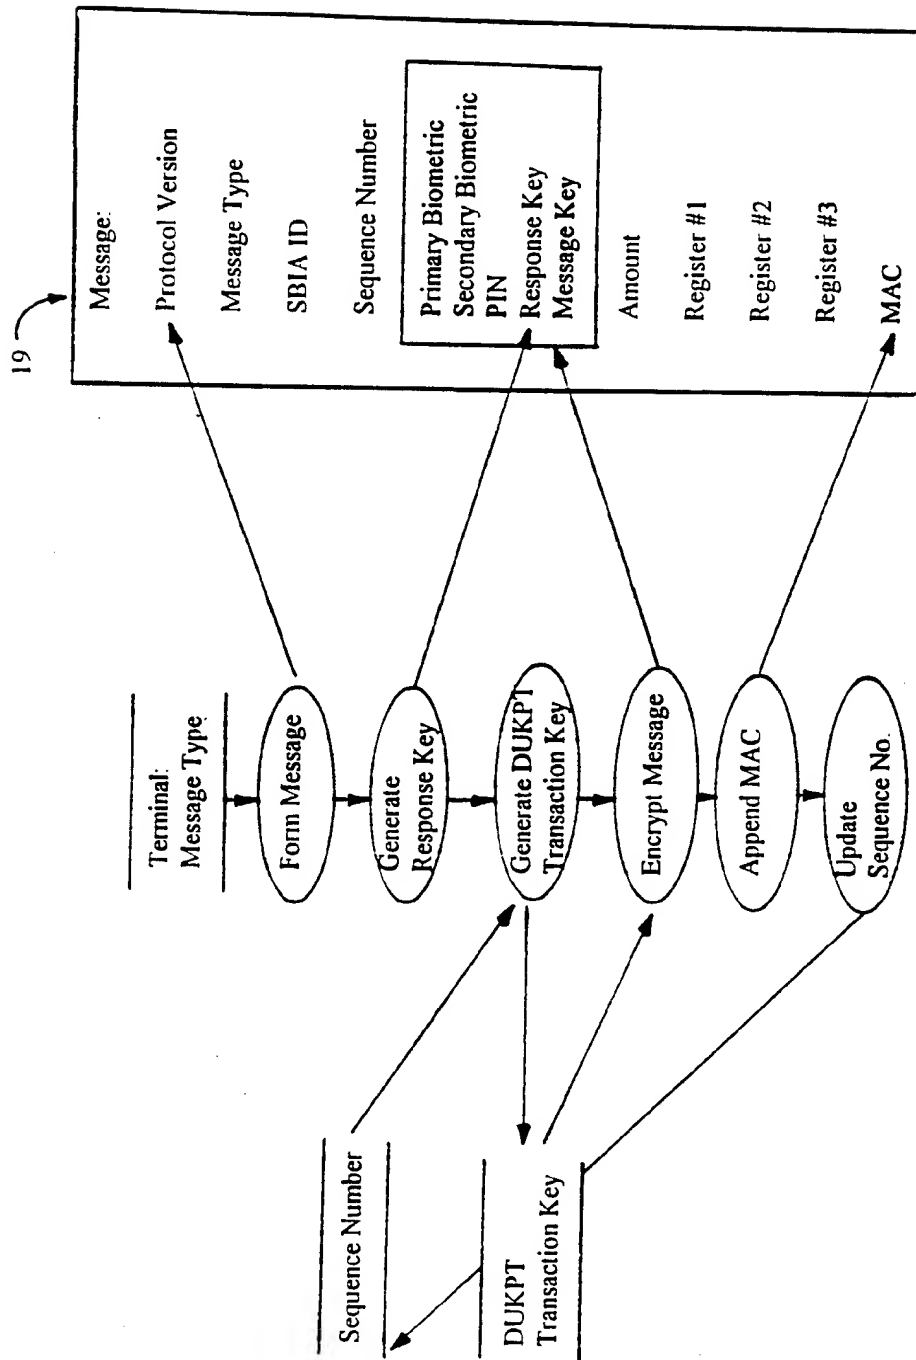 19
Message:
Protocol Version
Message Type
SBIA ID
Sequence Number
Primary Biometric
Secondary Biometric
PIN
Response Key
Message Key
Amount
Register #1
Register #2
Register #3
MAC
Terminal:
Message Type
Form Message
Generate
Response Key
Generate DUKPT
Transaction Key
Encrypt Message
Append MAC
Update
Sequence No.
Sequence Number
DUKPT
Transaction Key